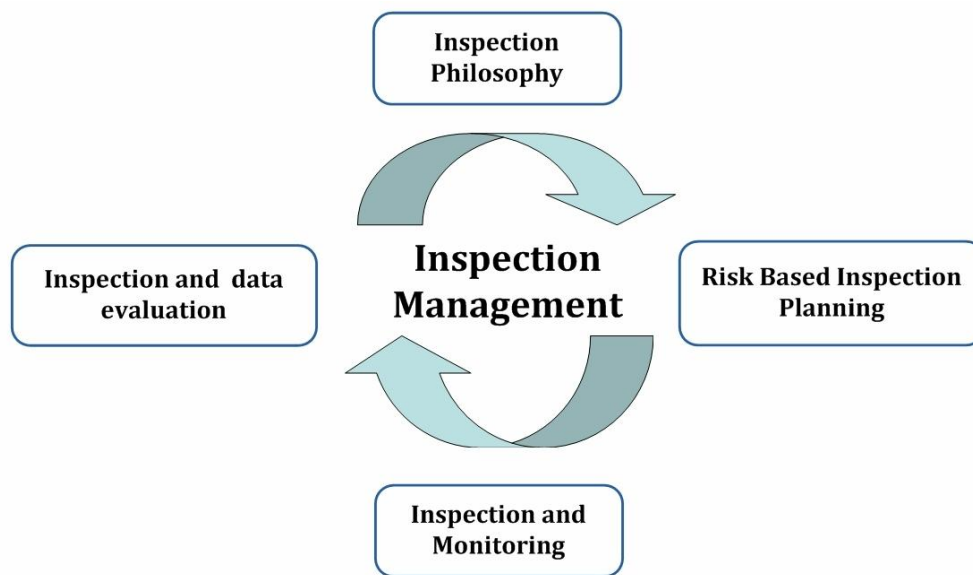 Inspection
Philosophy
Inspection and data
evaluation
Inspection
Management
Risk Based Inspection
Planning
Inspection and
Monitoring